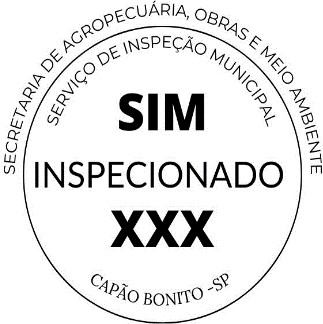 SECRETARIA DE AGROPECUÁRIA, OBRAS E MEIO AMBIENTE
SERVIÇO DE INSPEÇÃO MUNICIPAL
SIM
INSPECIONADO
XXX
CAPÃO BONITO -SP